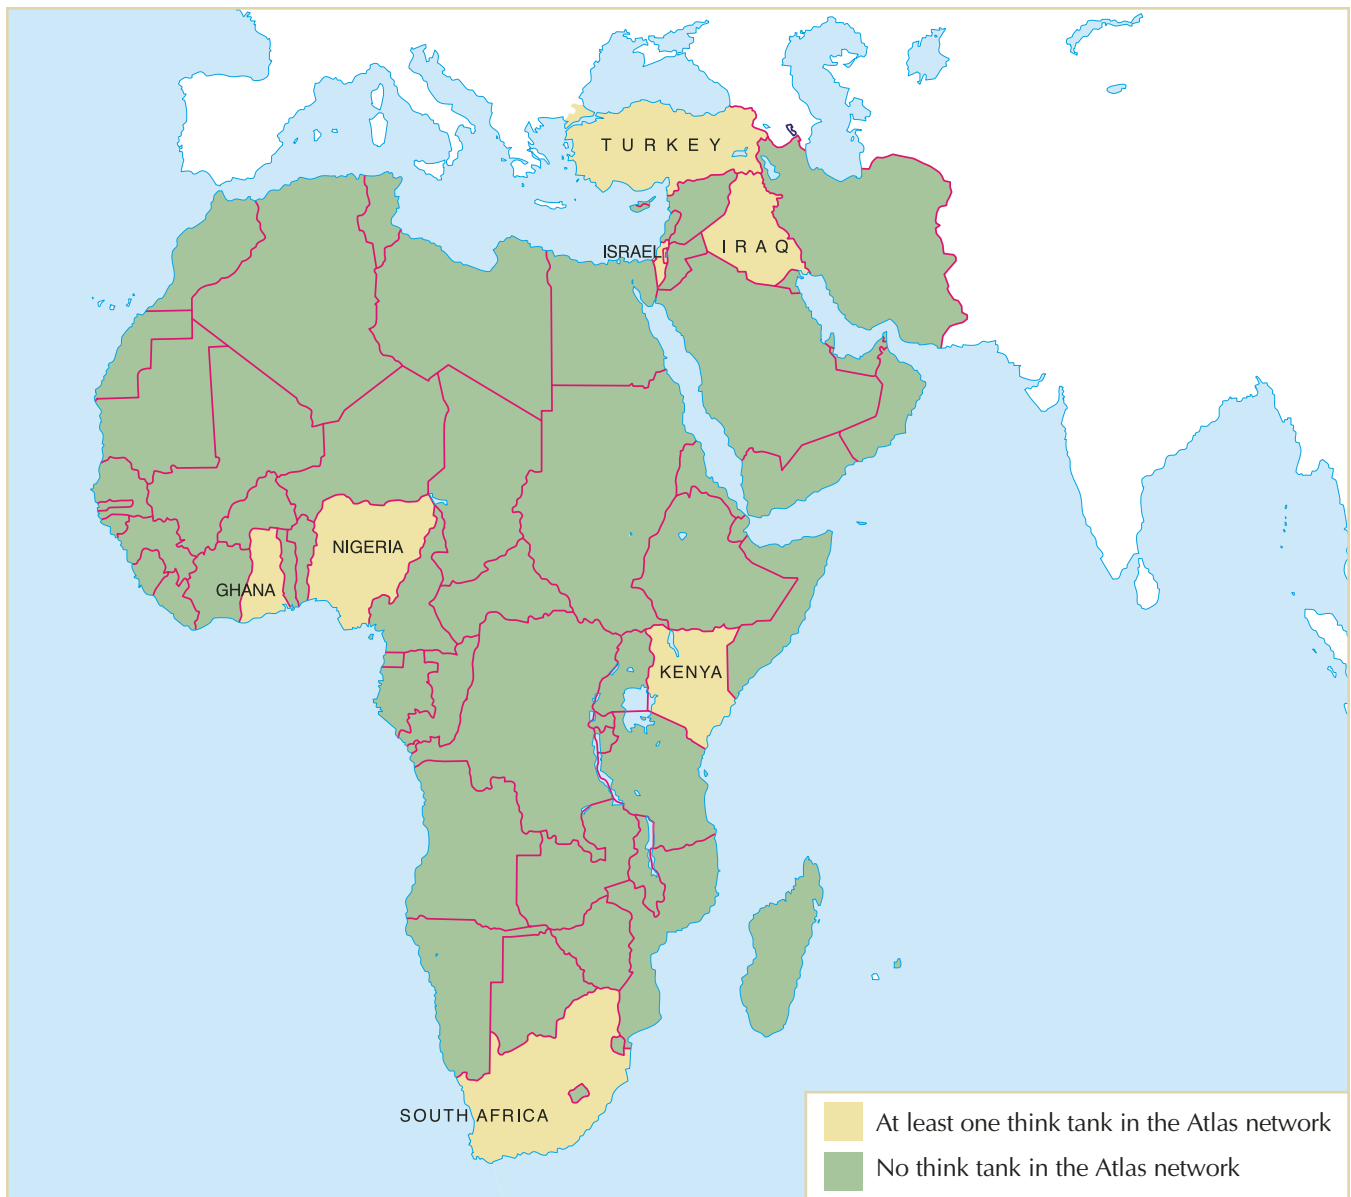 TURKEY
ISRAEL
IRAQ
NIGERIA
GHANA
KENYA
SOUTH AFRICA
At least one think tank in the Atlas network
No think tank in the Atlas network